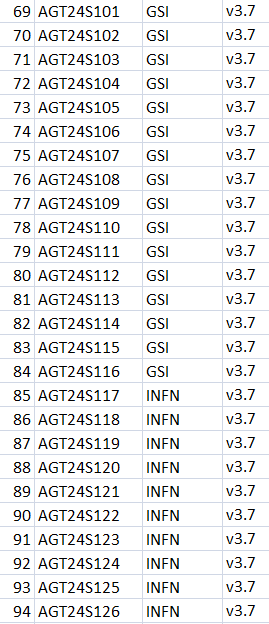 69 AGT24S101 GSI v3.7
70 AGT24S102 GSI v3.7
71 AGT24S103 GSI v3.7
72 AGT24S104 GSI v3.7
73 AGT24S105 GSI v3.7
74 AGT24S106 GSI v3.7
75 AGT24S107 GSI v3.7
76 AGT24S108 GSI v3.7
77 AGT24S109 GSI v3.7
78 AGT24S110 GSI v3.7
79 AGT24S111 GSI v3.7
80 AGT24S112 GSI v3.7
81 AGT24S113 GSI v3.7
82 AGT24S114 GSI v3.7
83 AGT24S115 GSI v3.7
84 AGT24S116 GSI v3.7
85 AGT24S117 INFN v3.7
86 AGT24S118 INFN v3.7
87 AGT24S119 INFN v3.7
88 AGT24S120 INFN v3.7
89 AGT24S121 INFN v3.7
90 AGT24S122 INFN v3.7
91 AGT24S123 INFN v3.7
92 AGT24S124 INFN v3.7
93 AGT24S125 INFN v3.7
94 AGT24S126 INFN v3.7